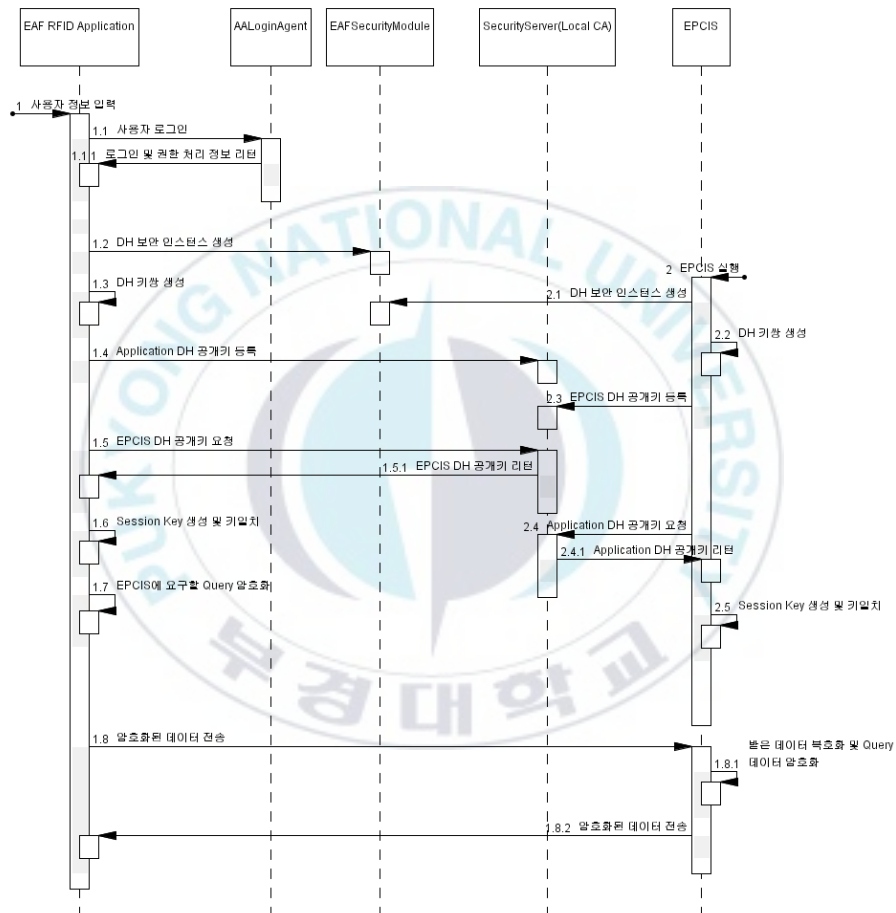 EAF RFID Application
AALoginAgent
EAFSecurityModule
SecurityServer(Local CA)
EPCIS
1 사용자 정보 입력
1.1 사용자 로그인
1.1.1 로그인 및 권한 처리 정보 리턴
1.2 DH 보안 인스턴스 생성
2 EPCIS 실행
1.3 DH 키쌍 생성
2.1 DH 보안 인스턴스 생성
2.2 DH 키쌍 생성
1.4 Application DH 공개키 등록
2.3 EPCIS DH 공개키 등록
1.5 EPCIS DH 공개키 요청
1.5.1 EPCIS DH 공개키 리턴
1.6 Session Key 생성 및 키일치
2.4 Application DH 공개키 요청
2.4.1 Application DH 공개키 리턴
1.7 EPCIS에 요구할 Query 암호화
2.5 Session Key 생성 및 키일치
1.8 암호화된 데이터 전송
받은 데이터 복호화 및 Query
1.8.1 데이터 암호화
1.8.2 암호화된 데이터 전송
PUKYONG NATIONAL UNIVERSITY
부경대학교